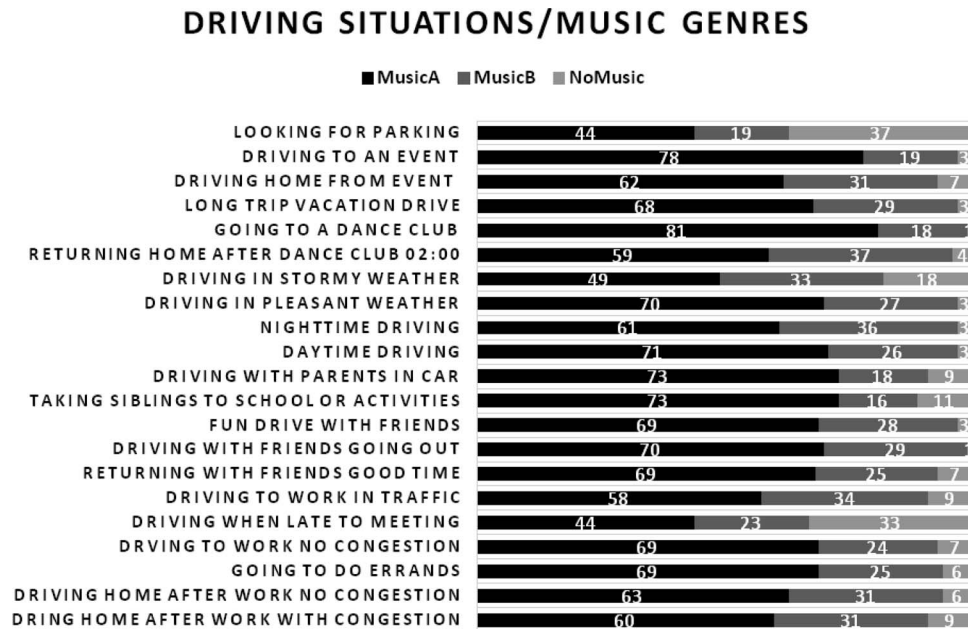 DRIVING SITUATIONS/MUSIC GENRES
MusicA MusicB NoMusic
LOOKING FOR PARKING 44 19 37
DRIVING TO AN EVENT 78 19 3
DRIVING HOME FROM EVENT 62 31 7
LONG TRIP VACATION DRIVE 68 29 3
GOING TO A DANCE CLUB 81 18 1
RETURNING HOME AFTER DANCE CLUB 02:00 59 37 4
DRIVING IN STORMY WEATHER 49 33 18
DRIVING IN PLEASANT WEATHER 70 27 3
NIGHTTIME DRIVING 61 36 3
DAYTIME DRIVING 71 26 3
DRIVING WITH PARENTS IN CAR 73 18 9
TAKING SIBLINGS TO SCHOOL OR ACTIVITIES 73 16 11
FUN DRIVE WITH FRIENDS 69 28 3
DRIVING WITH FRIENDS GOING OUT 70 29 1
RETURNING WITH FRIENDS GOOD TIME 69 25 7
DRIVING TO WORK IN TRAFFIC 58 34 9
DRIVING WHEN LATE TO MEETING 44 23 33
DRVING TO WORK NO CONGESTION 69 24 7
GOING TO DO ERRANDS 69 25 6
DRIVING HOME AFTER WORK NO CONGESTION 63 31 6
DRING HOME AFTER WORK WITH CONGESTION 60 31 9